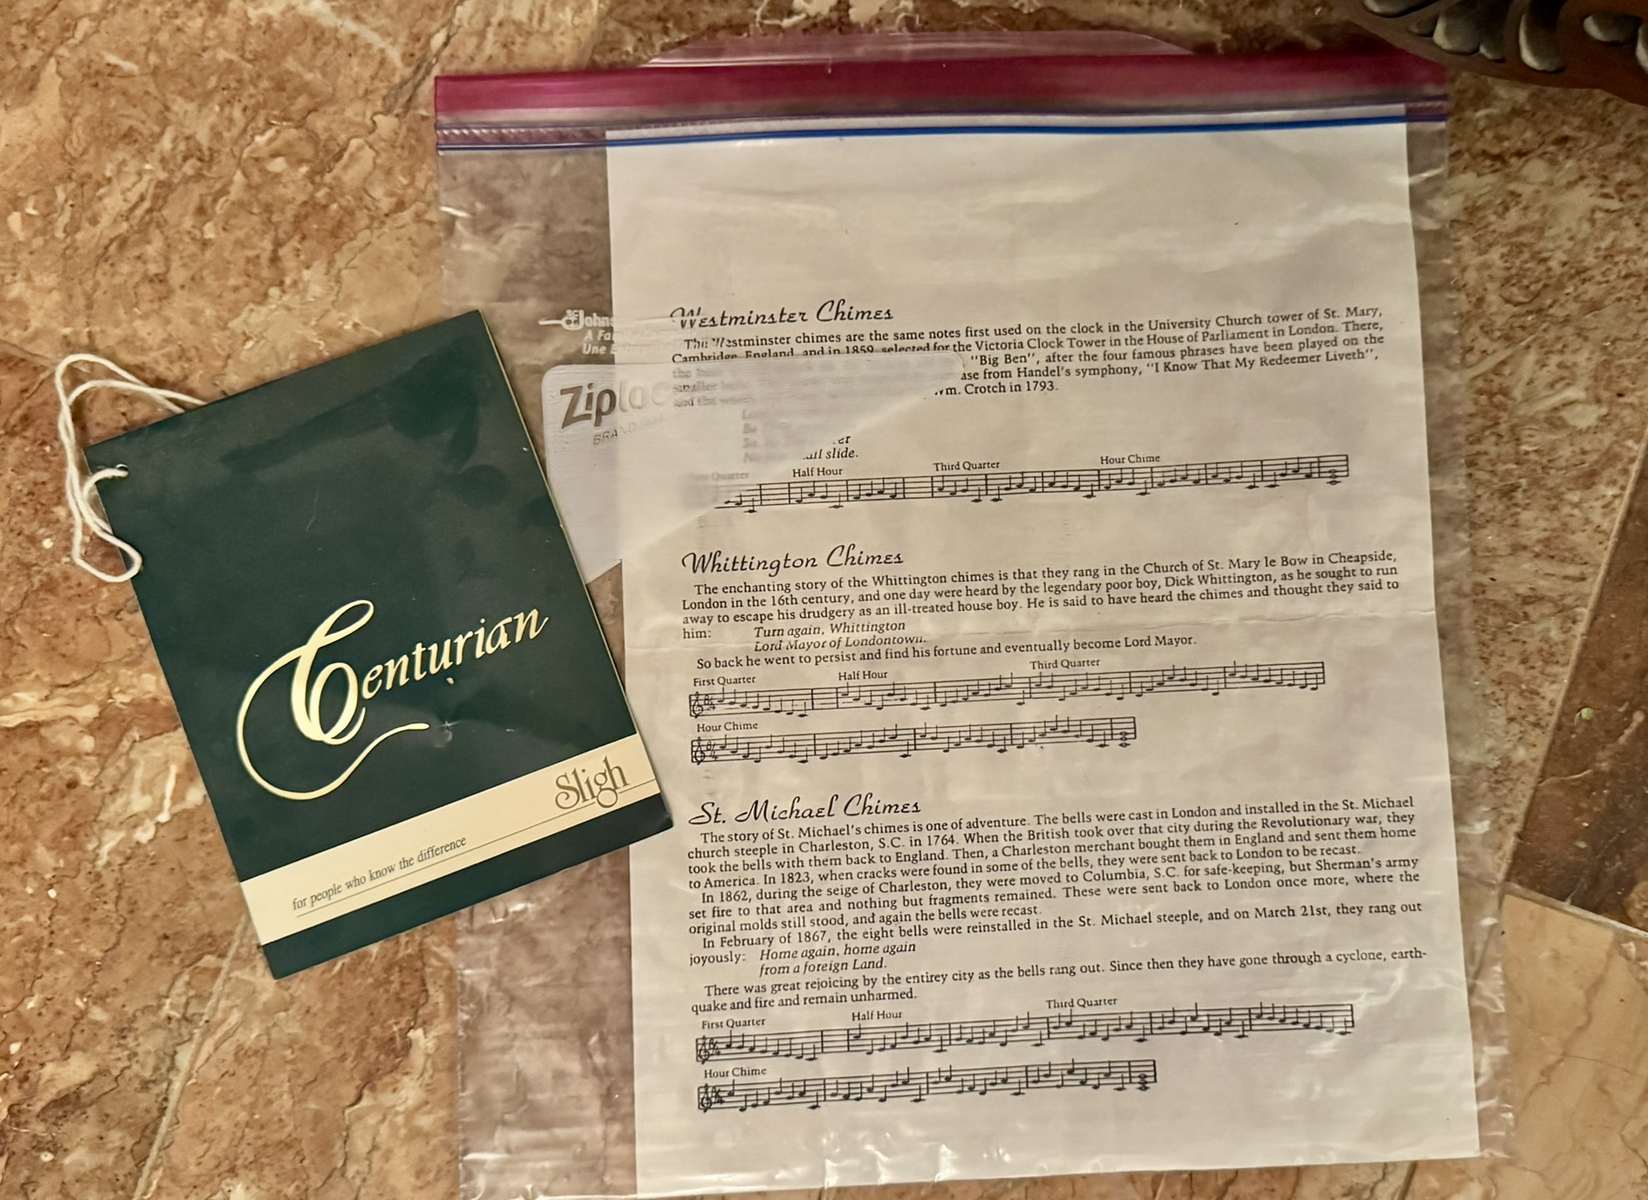 Centurian
Sligh
for people who know the difference
Ziploc
BRAND
Westminster Chimes
The Westminster chimes are the same notes first used on the clock in the University Church tower of St. Mary,
Cambridge, England, and in 1859 selected for the Victoria Clock Tower in the House of Parliament in London. There,
"Big Ben", after the four famous phrases have been played on the
from Handel's symphony, "I Know That My Redeemer Liveth",
Crotch in 1793.
slide.
Quarter Half Hour Third Quarter Hour Chime
Whittington Chimes
The enchanting story of the Whittington chimes is that they rang in the Church of St. Mary le Bow in Cheapside,
London in the 16th century, and one day were heard by the legendary poor boy, Dick Whittington, as he sought to run
away to escape his drudgery as an ill-treated house boy. He is said to have heard the chimes and thought they said to
him: Turn again, Whittington
Lord Mayor of Londontown.
So back he went to persist and find his fortune and eventually become Lord Mayor.
First Quarter Half Hour Third Quarter
Hour Chime
St. Michael Chimes
The story of St. Michael's chimes is one of adventure. The bells were cast in London and installed in the St. Michael
church steeple in Charleston, S.C. in 1764. When the British took over that city during the Revolutionary war, they
took the bells with them back to England. Then, a Charleston merchant bought them in England and sent them home
to America. In 1823, when cracks were found in some of the bells, they were sent back to London to be recast.
In 1862, during the seige of Charleston, they were moved to Columbia, S.C. for safe-keeping, but Sherman's army
set fire to that area and nothing but fragments remained. These were sent back to London once more, where the
original molds still stood, and again the bells were recast.
In February of 1867, the eight bells were reinstalled in the St. Michael steeple, and on March 21st, they rang out
joyously: Home again, home again
from a foreign Land.
There was great rejoicing by the entirey city as the bells rang out. Since then they have gone through a cyclone, earth-
quake and fire and remain unharmed.
First Quarter Half Hour Third Quarter
Hour Chime